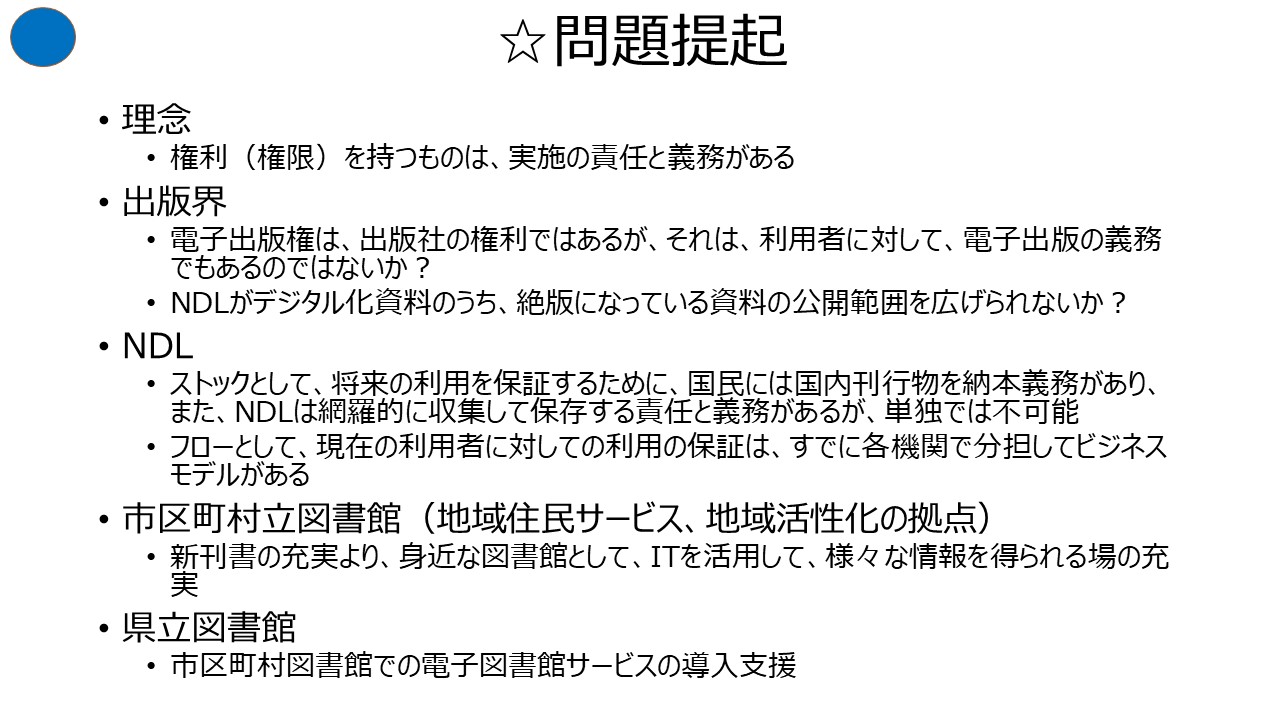 ☆問題提起
• 理念
• 権利（権限）を持つものは、実施の責任と義務がある
• 出版界
• 電子出版権は、出版社の権利ではあるが、それは、利用者に対して、電子出版の義務
でもあるのではないか？
• NDLがデジタル化資料のうち、絶版になっている資料の公開範囲を広げられないか？
• NDL
• ストックとして、将来の利用を保証するために、国民には国内刊行物を納本義務があり、
また、NDLは網羅的に収集して保存する責任と義務があるが、単独では不可能
• フローとして、現在の利用者に対しての利用の保証は、すでに各機関で分担してビジネス
モデルがある
• 市区町村立図書館（地域住民サービス、地域活性化の拠点）
• 新刊書の充実より、身近な図書館として、ITを活用して、様々な情報を得られる場の充
実
• 県立図書館
• 市区町村図書館での電子図書館サービスの導入支援